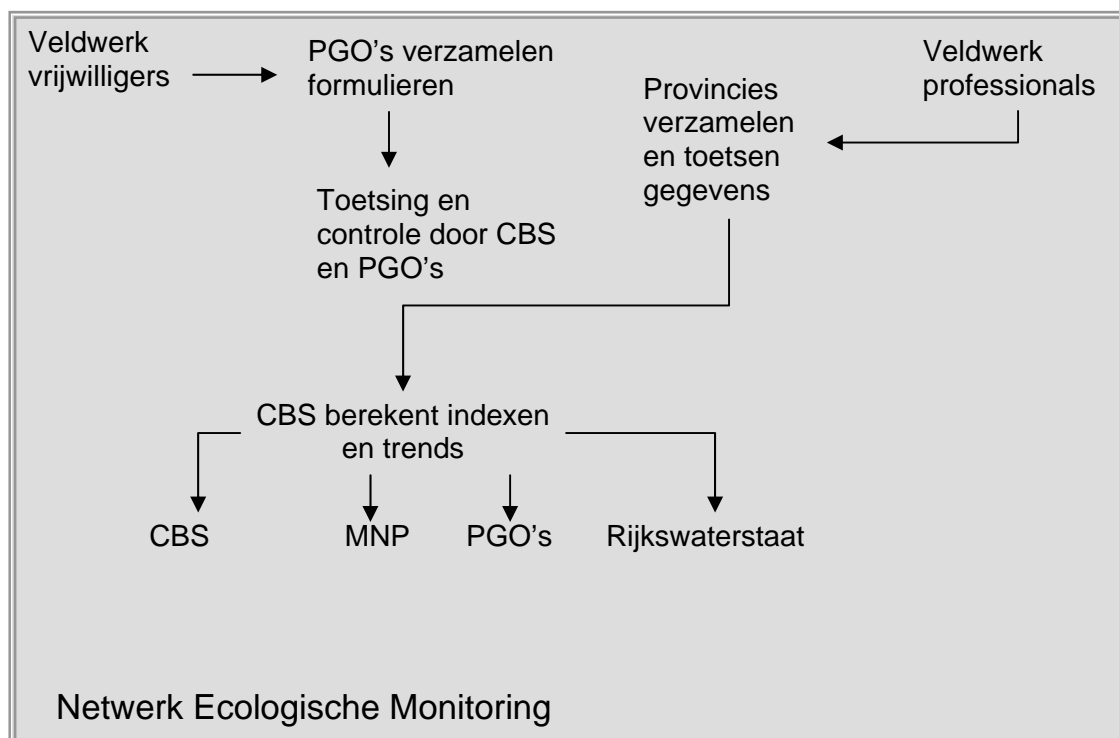 Veldwerk
vrijwilligers
PGO's verzamelen
formulieren
Veldwerk
professionals
Provincies
verzamelen
en toetsen
gegevens
Toetsing en
controle door CBS
en PGO's
CBS berekent indexen
en trends
CBS
MNP
PGO's
Rijkswaterstaat
Netwerk Ecologische Monitoring